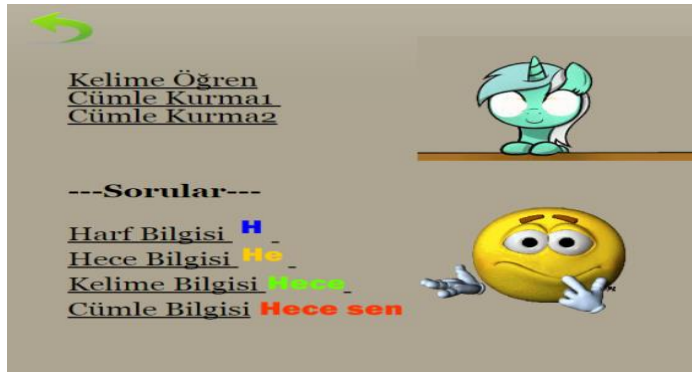 Kelime Öğren
Cümle Kurma1
Cümle Kurma2
---Sorular---
Harf Bilgisi H
Hece Bilgisi He
Kelime Bilgisi Hece
Cümle Bilgisi Hece sen